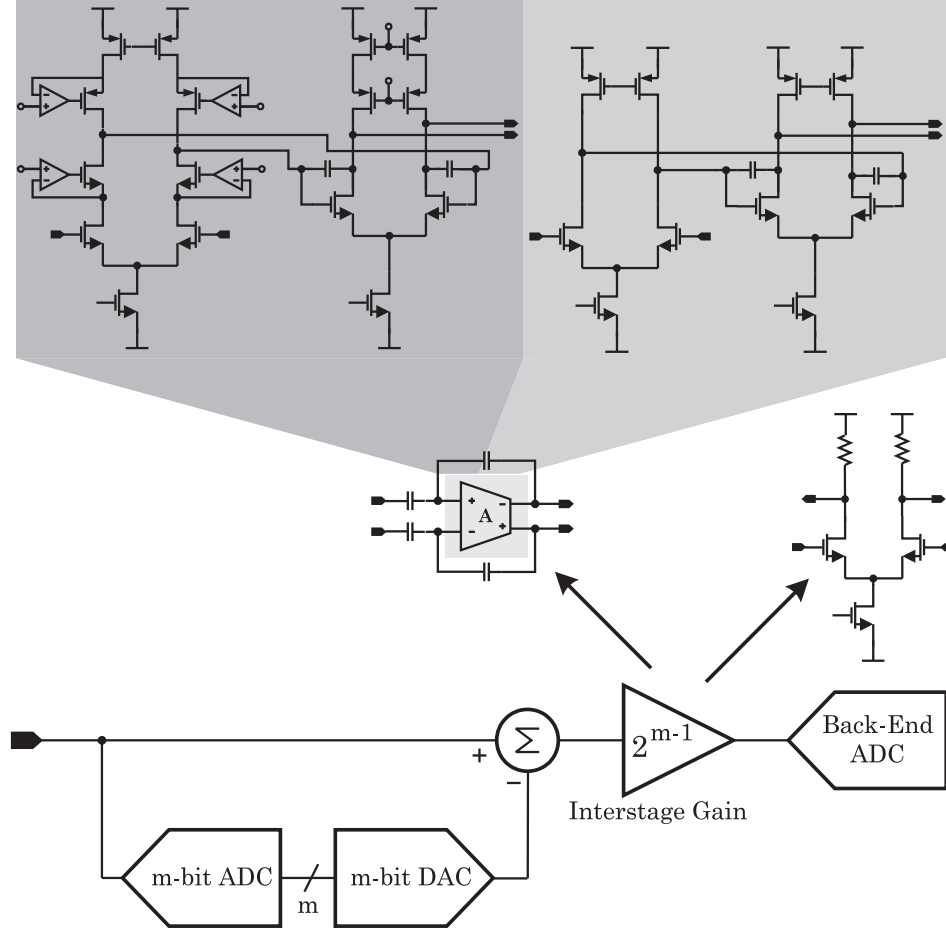 A
2^m-1
Σ
Back-End
ADC
Interstage Gain
m-bit ADC
m
m-bit DAC